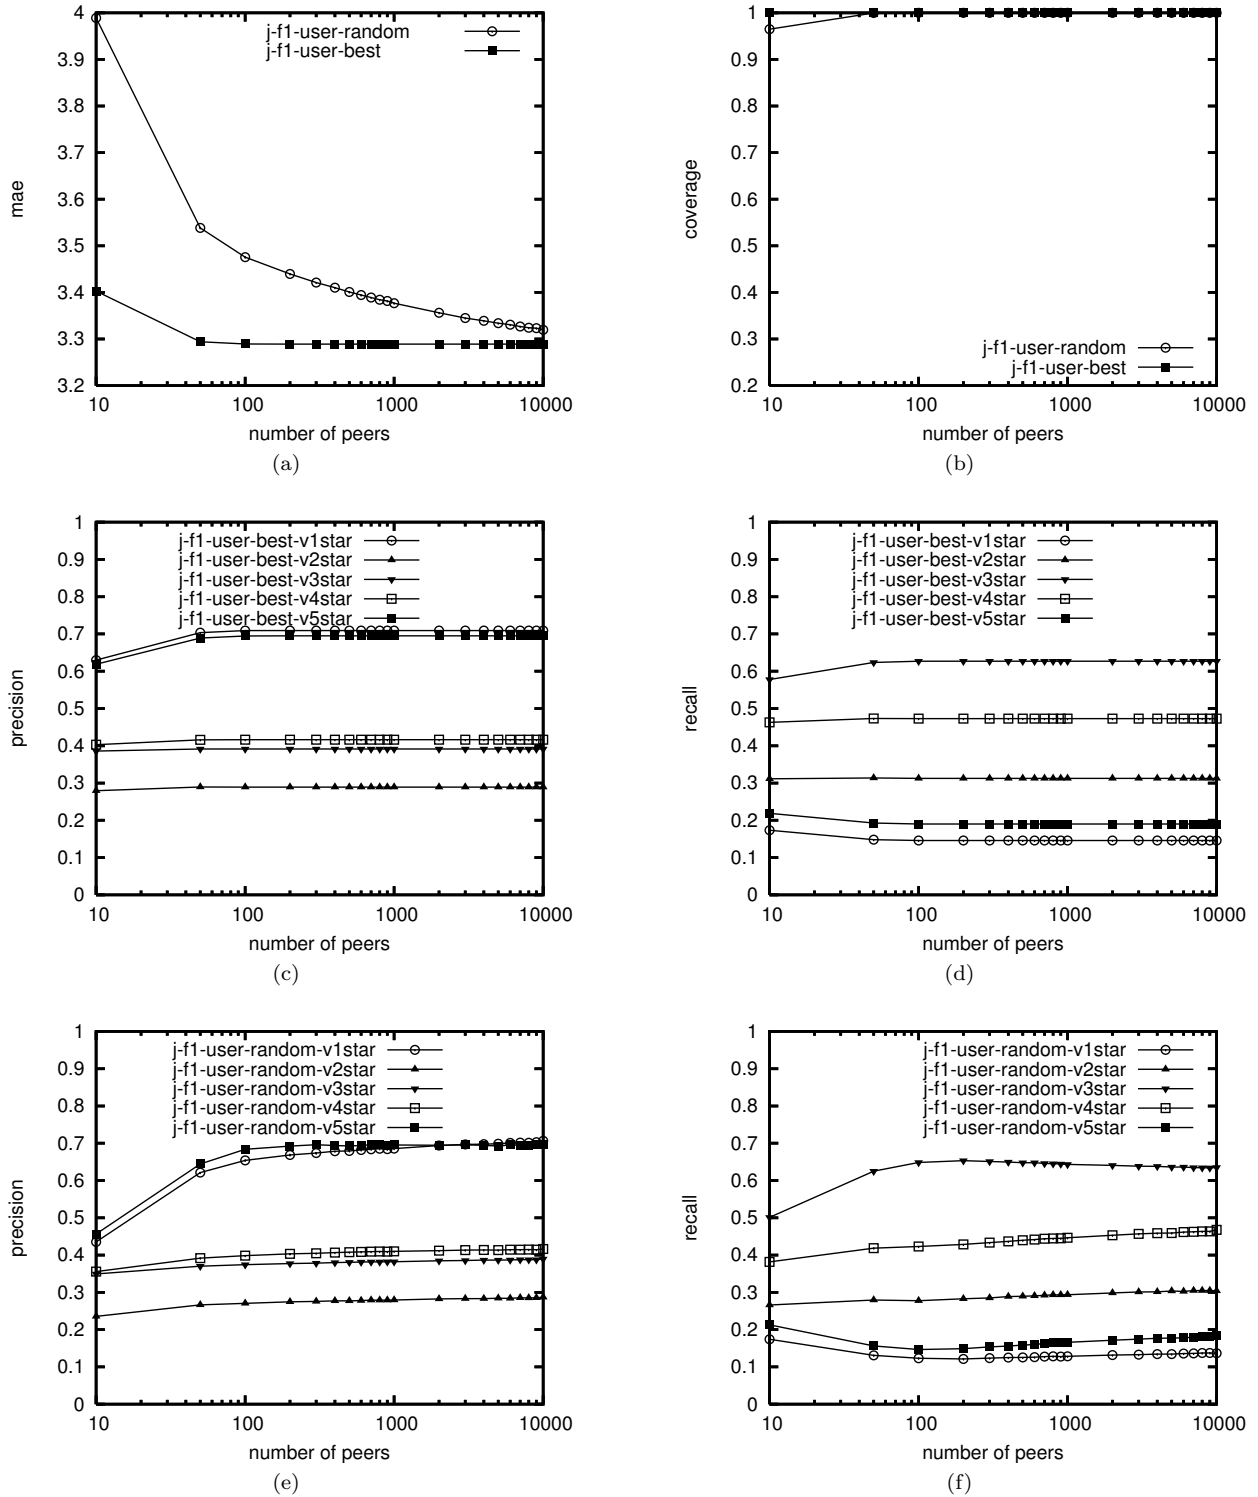 4
3.9
3.8
3.7
3.6
3.5
3.4
3.3
3.2
mae
j-f1-user-random
j-f1-user-best
10 100 1000 10000
number of peers
(a)
1
0.9
0.8
0.7
0.6
0.5
0.4
0.3
0.2
coverage
j-f1-user-random
j-f1-user-best
10 100 1000 10000
number of peers
(b)
1
0.9
0.8
0.7
0.6
0.5
0.4
0.3
0.2
0.1
0
precision
j-f1-user-best-v1star
j-f1-user-best-v2star
j-f1-user-best-v3star
j-f1-user-best-v4star
j-f1-user-best-v5star
10 100 1000 10000
number of peers
(c)
1
0.9
0.8
0.7
0.6
0.5
0.4
0.3
0.2
0.1
0
recall
j-f1-user-best-v1star
j-f1-user-best-v2star
j-f1-user-best-v3star
j-f1-user-best-v4star
j-f1-user-best-v5star
10 100 1000 10000
number of peers
(d)
1
0.9
0.8
0.7
0.6
0.5
0.4
0.3
0.2
0.1
0
precision
j-f1-user-random-v1star
j-f1-user-random-v2star
j-f1-user-random-v3star
j-f1-user-random-v4star
j-f1-user-random-v5star
10 100 1000 10000
number of peers
(e)
1
0.9
0.8
0.7
0.6
0.5
0.4
0.3
0.2
0.1
0
recall
j-f1-user-random-v1star
j-f1-user-random-v2star
j-f1-user-random-v3star
j-f1-user-random-v4star
j-f1-user-random-v5star
10 100 1000 10000
number of peers
(f)